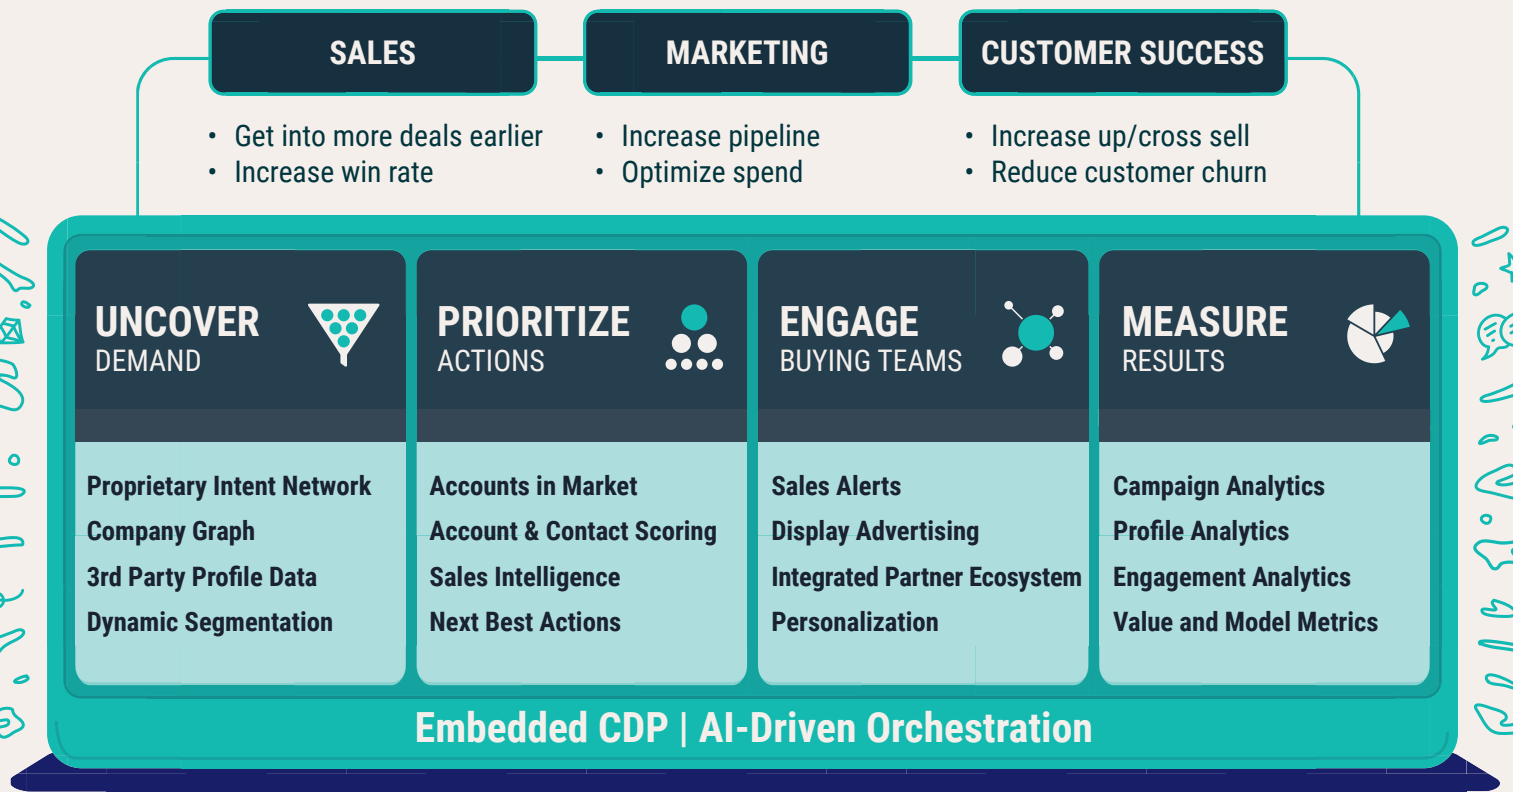 SALES
MARKETING
CUSTOMER SUCCESS
• Get into more deals earlier
• Increase win rate
• Increase pipeline
• Optimize spend
• Increase up/cross sell
• Reduce customer churn
UNCOVER
DEMAND
Proprietary Intent Network
Company Graph
3rd Party Profile Data
Dynamic Segmentation
PRIORITIZE
ACTIONS
Accounts in Market
Account & Contact Scoring
Sales Intelligence
Next Best Actions
ENGAGE
BUYING TEAMS
Sales Alerts
Display Advertising
Integrated Partner Ecosystem
Personalization
MEASURE
RESULTS
Campaign Analytics
Profile Analytics
Engagement Analytics
Value and Model Metrics
Embedded CDP | AI-Driven Orchestration